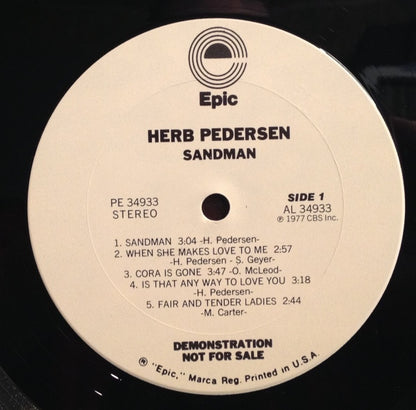 Epic
HERB PEDERSEN
SANDMAN
PE 34933
STEREO
SIDE 1
AL 34933
℗ 1977 CBS Inc.
1. SANDMAN 3:04 -H. Pedersen-
2. WHEN SHE MAKES LOVE TO ME 2:57
-H. Pedersen - S. Geyer-
3. CORA IS GONE 3:47 -O. McLeod-
4. IS THAT ANY WAY TO LOVE YOU 3:18
-H. Pedersen-
5. FAIR AND TENDER LADIES 2:44
-M. Carter-
DEMONSTRATION
NOT FOR SALE
® "Epic," Marca Reg. Printed in U.S.A.